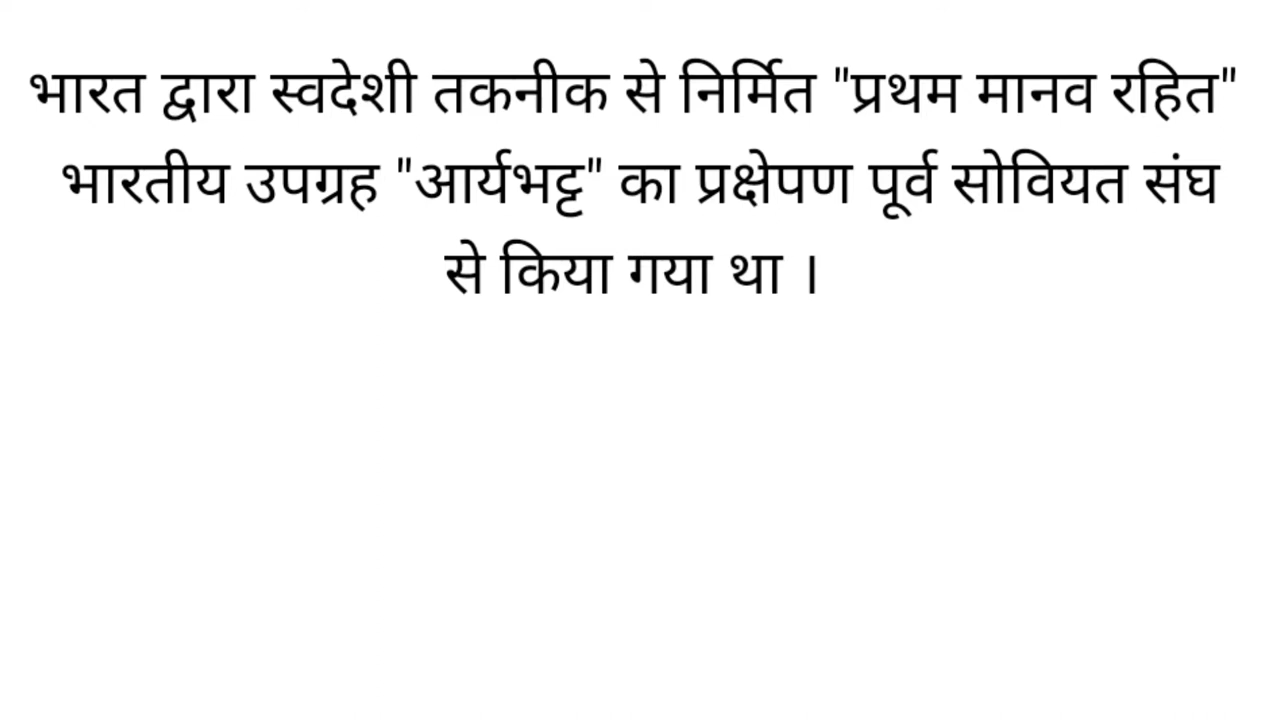 भारत द्वारा स्वदेशी तकनीक से निर्मित "प्रथम मानव रहित"
भारतीय उपग्रह "आर्यभट्ट" का प्रक्षेपण पूर्व सोवियत संघ
से किया गया था ।